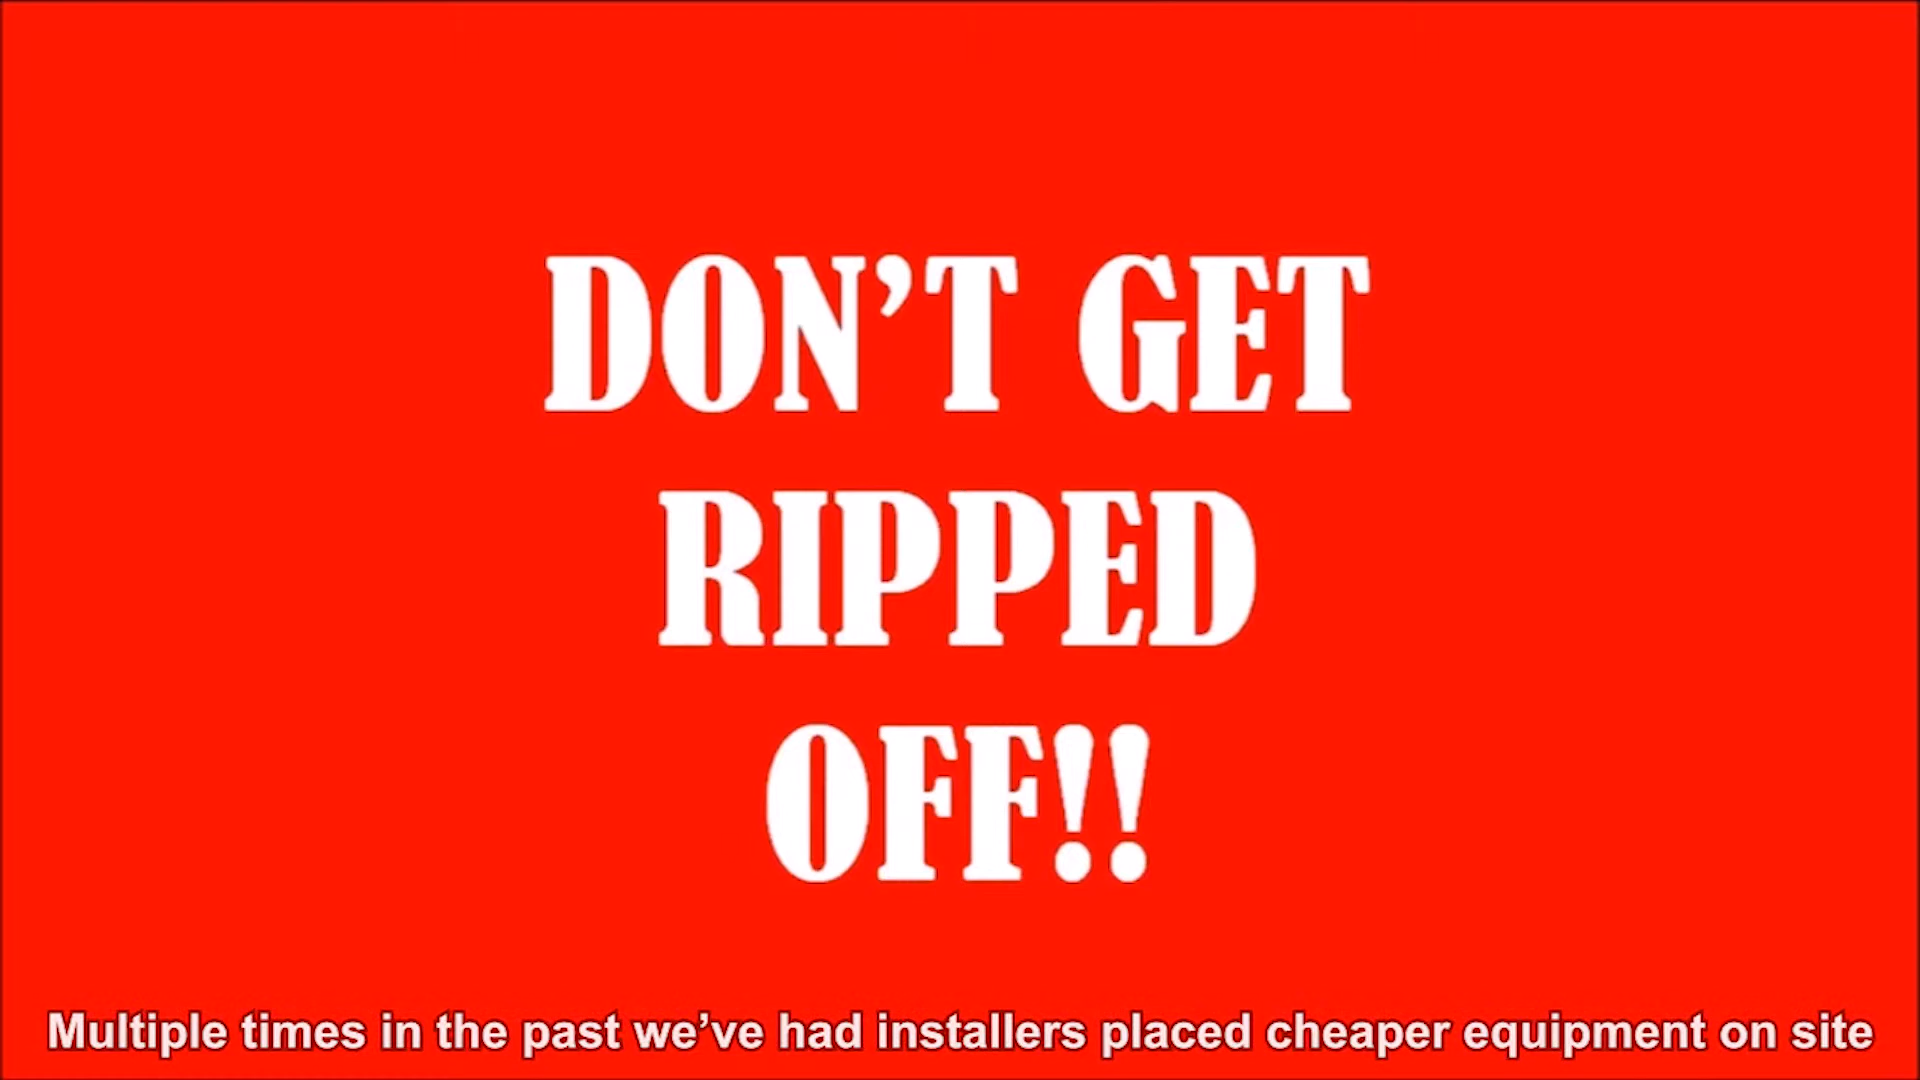 DON’T GET
RIPPED
OFF!!
Multiple times in the past we’ve had installers placed cheaper equipment on site